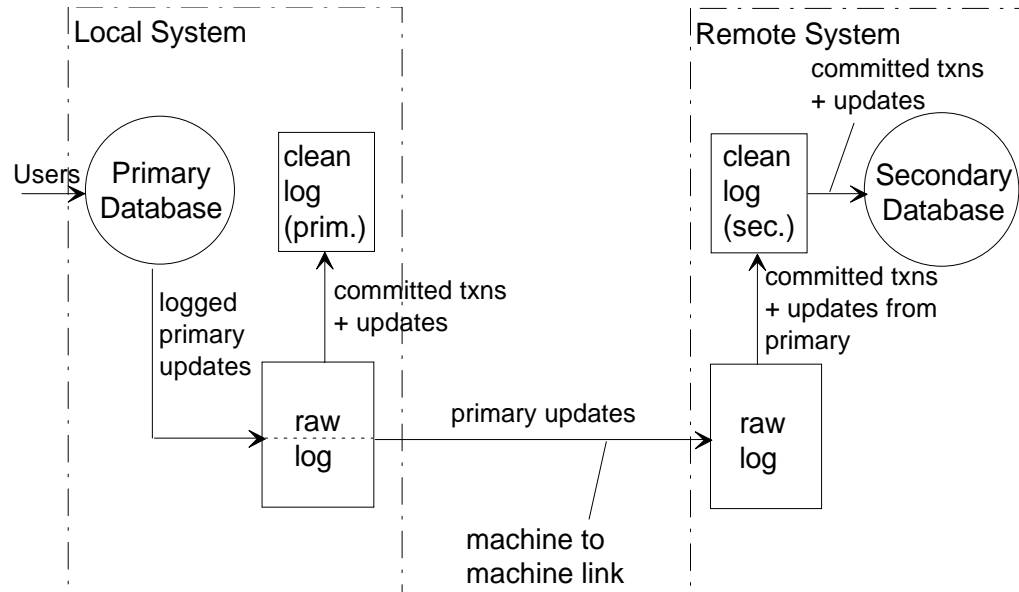 Local System
Remote System
committed txns
+ updates
Users
Primary
Database
clean
log
(prim.)
clean
log
(sec.)
Secondary
Database
logged
primary
updates
committed txns
+ updates
committed txns
+ updates from
primary
raw
log
primary updates
raw
log
machine to
machine link